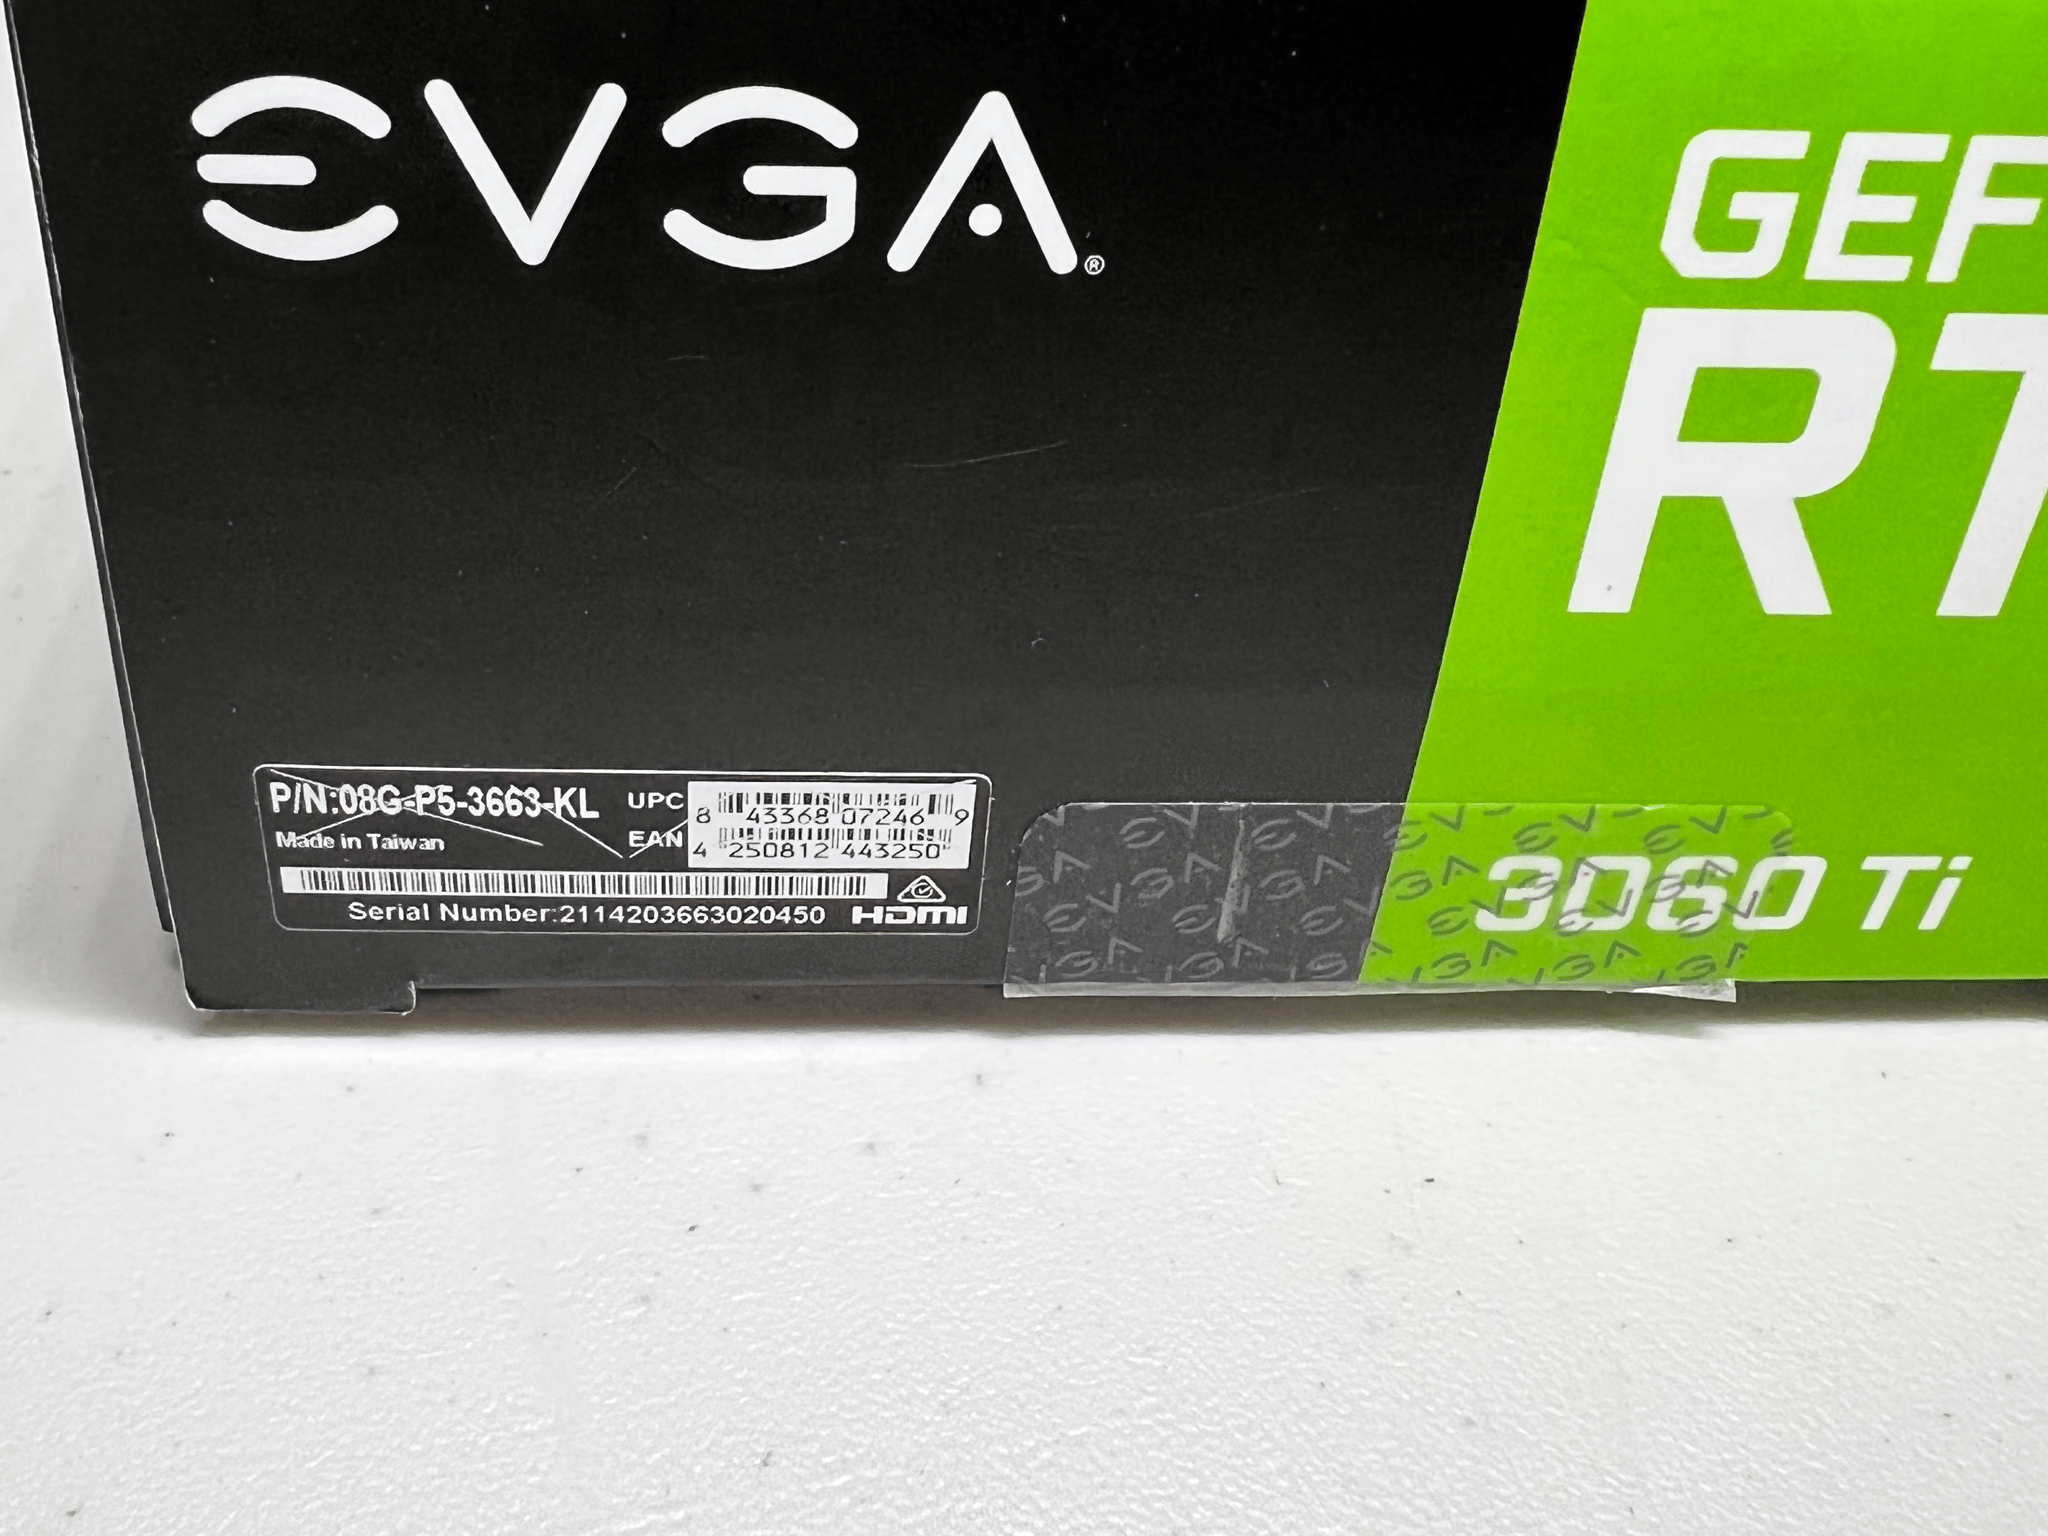 EVGA®
GEF
RT
3060 Ti
P/N:08G-P5-3663-KL
Made in Taiwan
UPC
8 43368 07246 9
EAN
4 250812 443250
Serial Number:2114203663020450
HDMI
EVGA